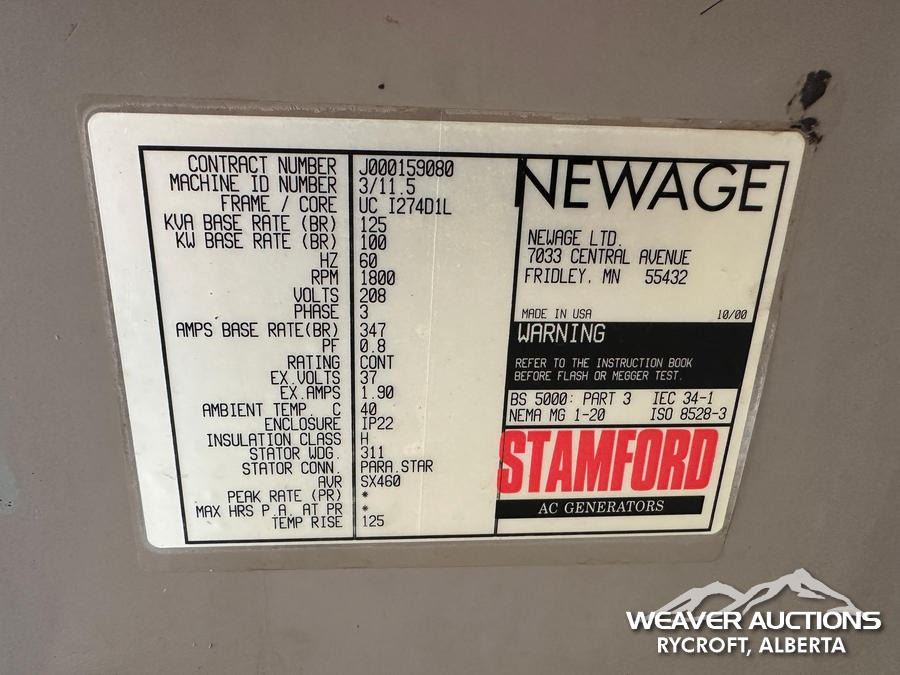 CONTRACT NUMBER J000159080
MACHINE ID NUMBER 3/11.5
FRAME / CORE UC I274D1L
KVA BASE RATE (BR) 125
KW BASE RATE (BR) 100
HZ 60
RPM 1800
VOLTS 208
PHASE 3
AMPS BASE RATE(BR) 347
PF 0.8
RATING CONT
EX.VOLTS 37
EX.AMPS 1.90
AMBIENT TEMP. C 40
ENCLOSURE IP22
INSULATION CLASS H
STATOR WDG. 311
STATOR CONN. PARA.STAR
AVR SX460
PEAK RATE (PR) *
MAX HRS P.A. AT PR *
TEMP RISE 125
NEWAGE
NEWAGE LTD.
7033 CENTRAL AVENUE
FRIDLEY, MN 55432
MADE IN USA 10/00
WARNING
REFER TO THE INSTRUCTION BOOK
BEFORE FLASH OR MEGGER TEST.
BS 5000: PART 3 IEC 34-1
NEMA MG 1-20 ISO 8528-3
STAMFORD
AC GENERATORS
WEAVER AUCTIONS
RYCROFT, ALBERTA